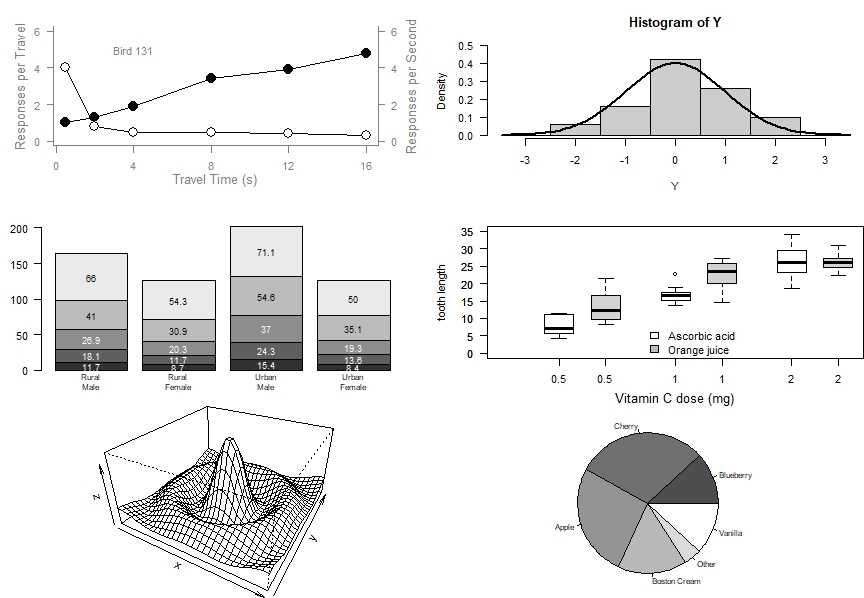 Responses per Travel
6
4
2
0
Bird 131
6
4
2
0
Responses per Second
0 4 8 12 16
Travel Time (s)
Histogram of Y
Density
0.5
0.4
0.3
0.2
0.1
0.0
-3 -2 -1 0 1 2 3
Y
200
150
100
50
0
66
41
26.9
18.1
11.7
54.3
30.9
20.3
11.7
8.7
71.1
54.6
37
24.3
15.4
50
35.1
19.3
13.6
8.4
Rural
Male
Rural
Female
Urban
Male
Urban
Female
tooth length
35
30
25
20
15
10
5
0
Ascorbic acid
Orange juice
0.5 0.5 1 1 2 2
Vitamin C dose (mg)
z
x
y
Cherry
Blueberry
Apple
Vanilla
Other
Boston Cream